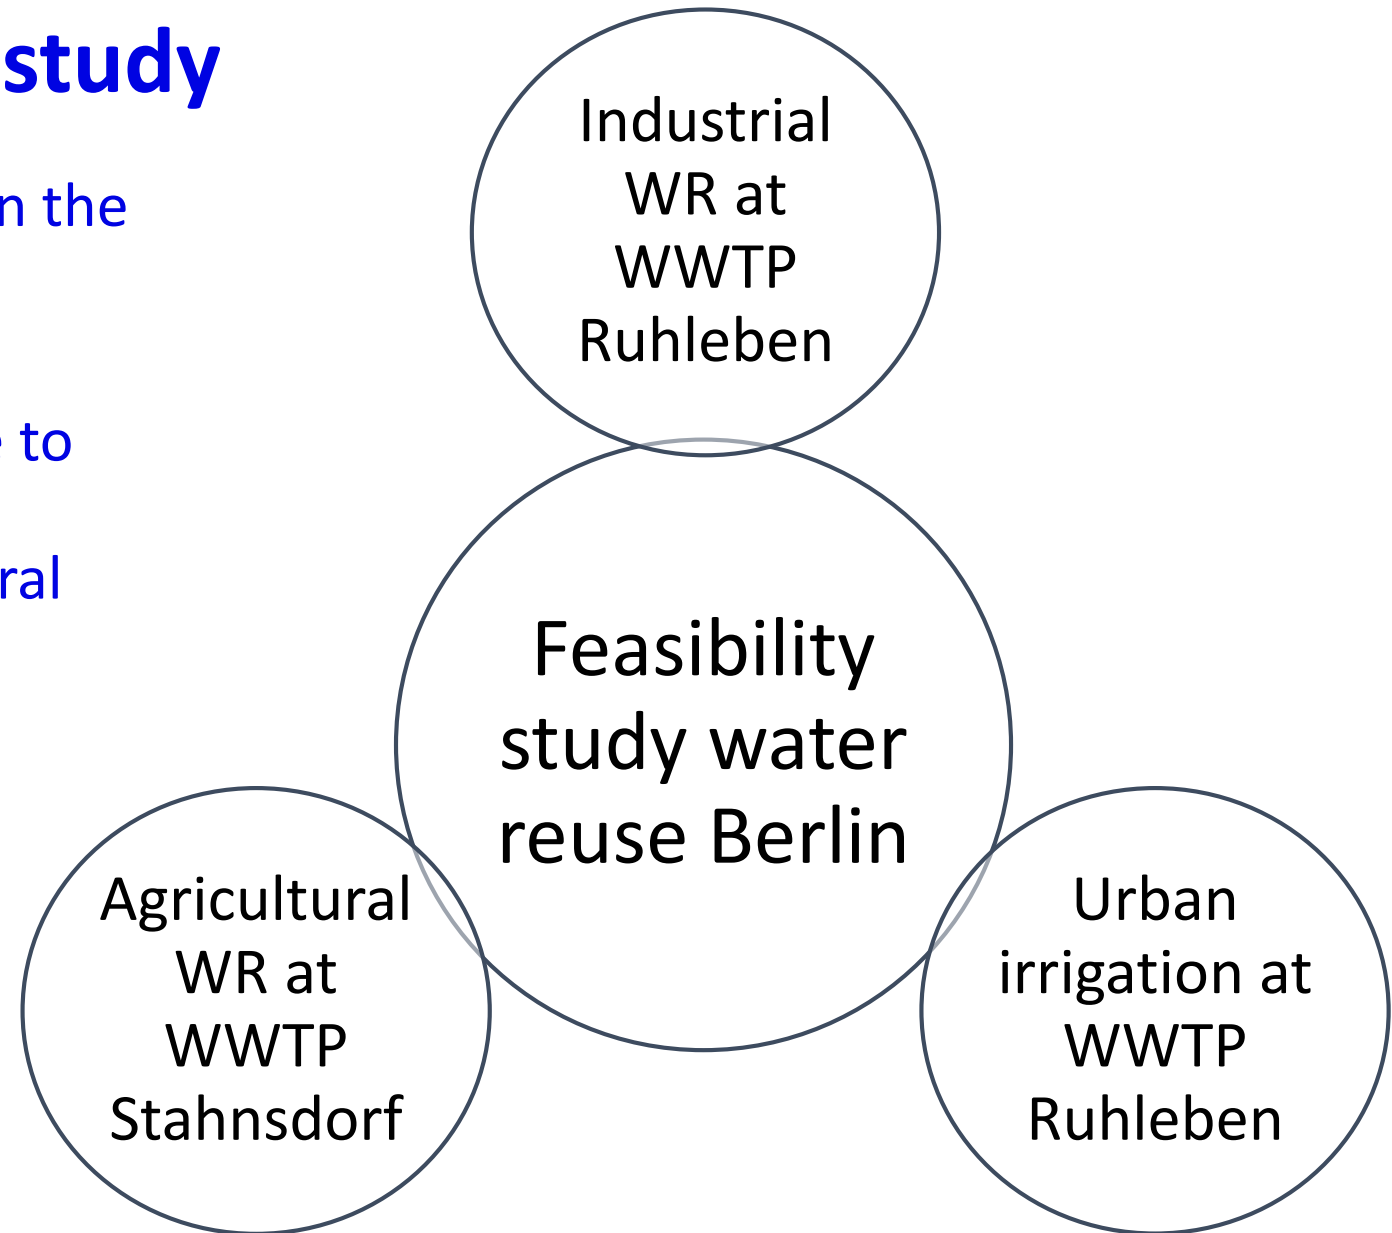 study
n the
to
ral
Industrial
WR at
WWTP
Ruhleben
Feasibility
study water
reuse Berlin
Agricultural
WR at
WWTP
Stahnsdorf
Urban
irrigation at
WWTP
Ruhleben